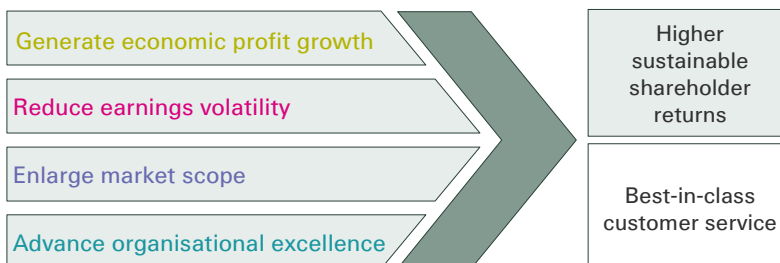 Generate economic profit growth
Reduce earnings volatility
Enlarge market scope
Advance organisational excellence
Higher
sustainable
shareholder
returns
Best-in-class
customer service